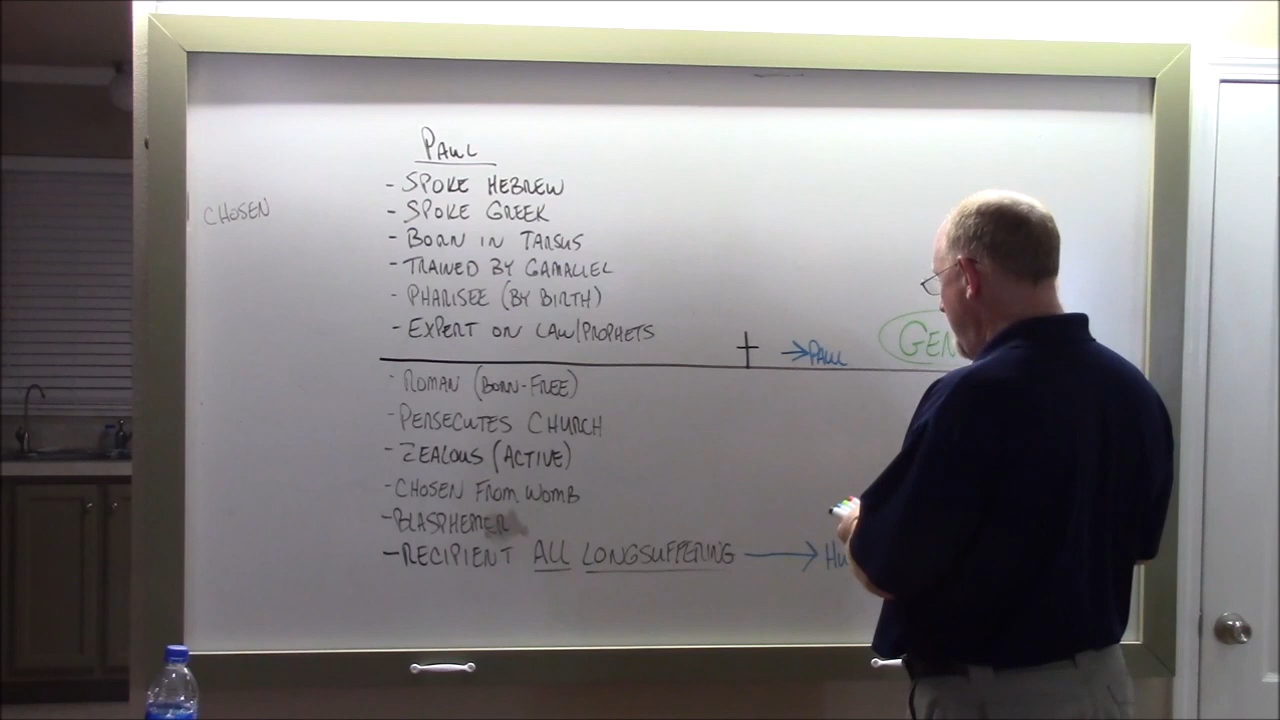 PAUL
- SPOKE HEBREW
CHOSEN
- SPOKE GREEK
- BORN IN TARSUS
- TRAINED BY GAMALIEL
- PHARISEE (BY BIRTH)
- EXPERT ON LAW/PROPHETS
→PAUL
GEN
- ROMAN (BORN-FREE)
- PERSECUTES CHURCH
- ZEALOUS (ACTIVE)
- CHOSEN FROM WOMB
- BLASPHEMER
- RECIPIENT ALL LONGSUFFERING → HU